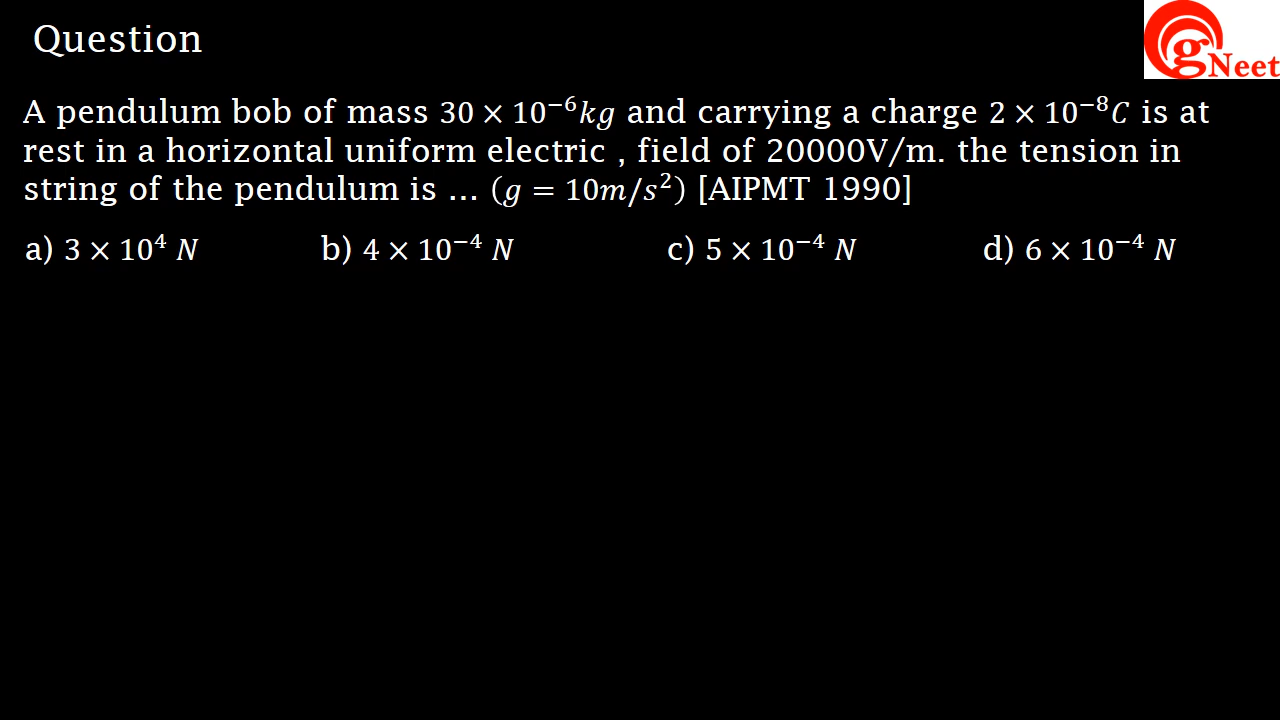 Question
g Neet
A pendulum bob of mass 30 × 10⁻⁶kg and carrying a charge 2 × 10⁻⁸C is at
rest in a horizontal uniform electric , field of 20000V/m. the tension in
string of the pendulum is ... (g = 10m/s²) [AIPMT 1990]
a) 3 × 10⁴ N b) 4 × 10⁻⁴ N c) 5 × 10⁻⁴ N d) 6 × 10⁻⁴ N